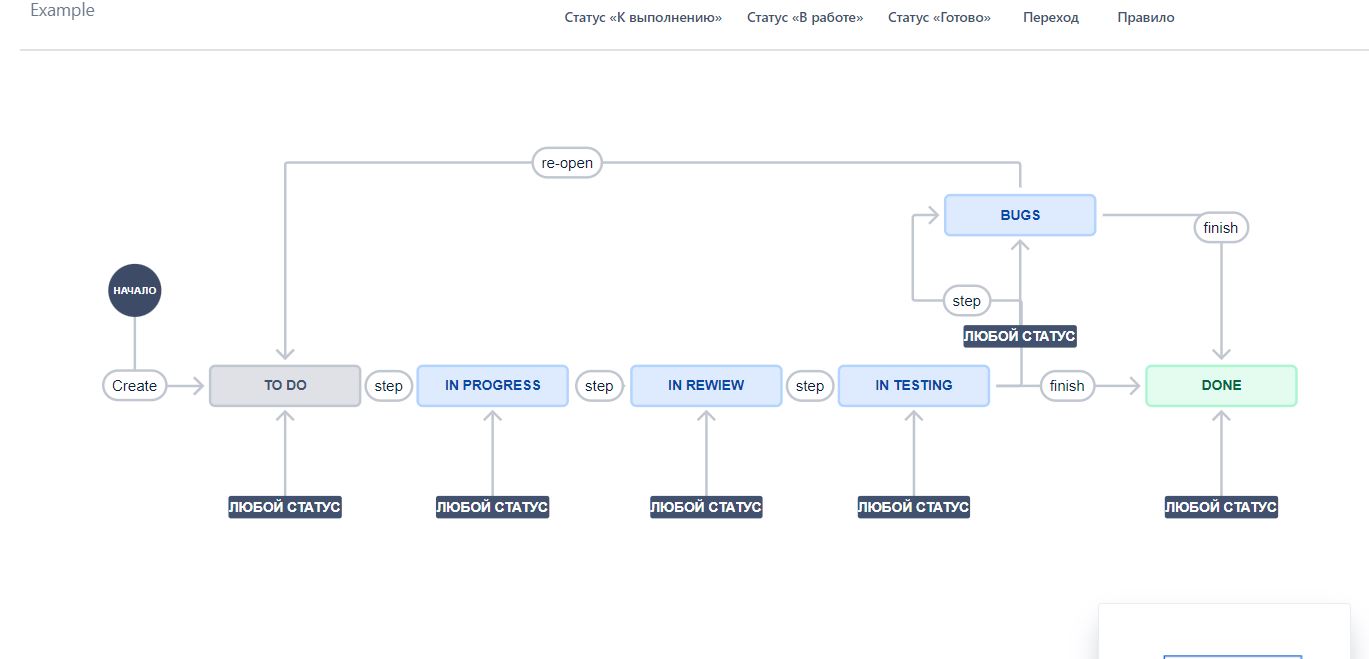 Example
Статус «К выполнению» Статус «В работе» Статус «Готово» Переход Правило
re-open
BUGS
finish
НАЧАЛО
step
ЛЮБОЙ СТАТУС
Create TO DO step IN PROGRESS step IN REWIEW step IN TESTING finish DONE
ЛЮБОЙ СТАТУС ЛЮБОЙ СТАТУС ЛЮБОЙ СТАТУС ЛЮБОЙ СТАТУС ЛЮБОЙ СТАТУС